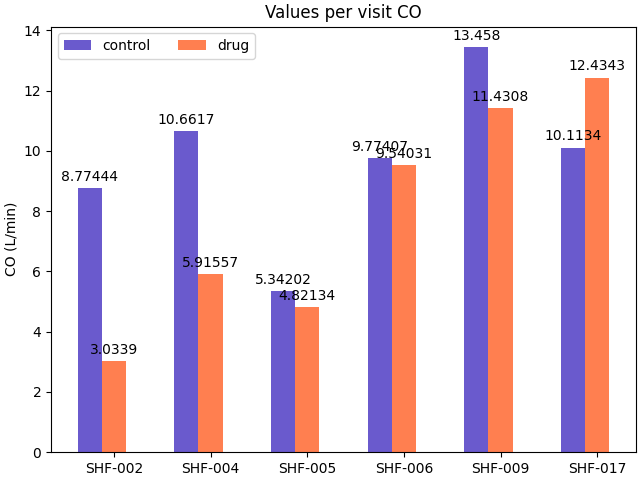 Values per visit CO
control
drug
CO (L/min)
14
12
10
8
6
4
2
0
8.77444
10.6617
5.34202
9.77407
13.458
10.1134
3.0339
5.91557
4.82134
9.54031
11.4308
12.4343
SHF-002
SHF-004
SHF-005
SHF-006
SHF-009
SHF-017